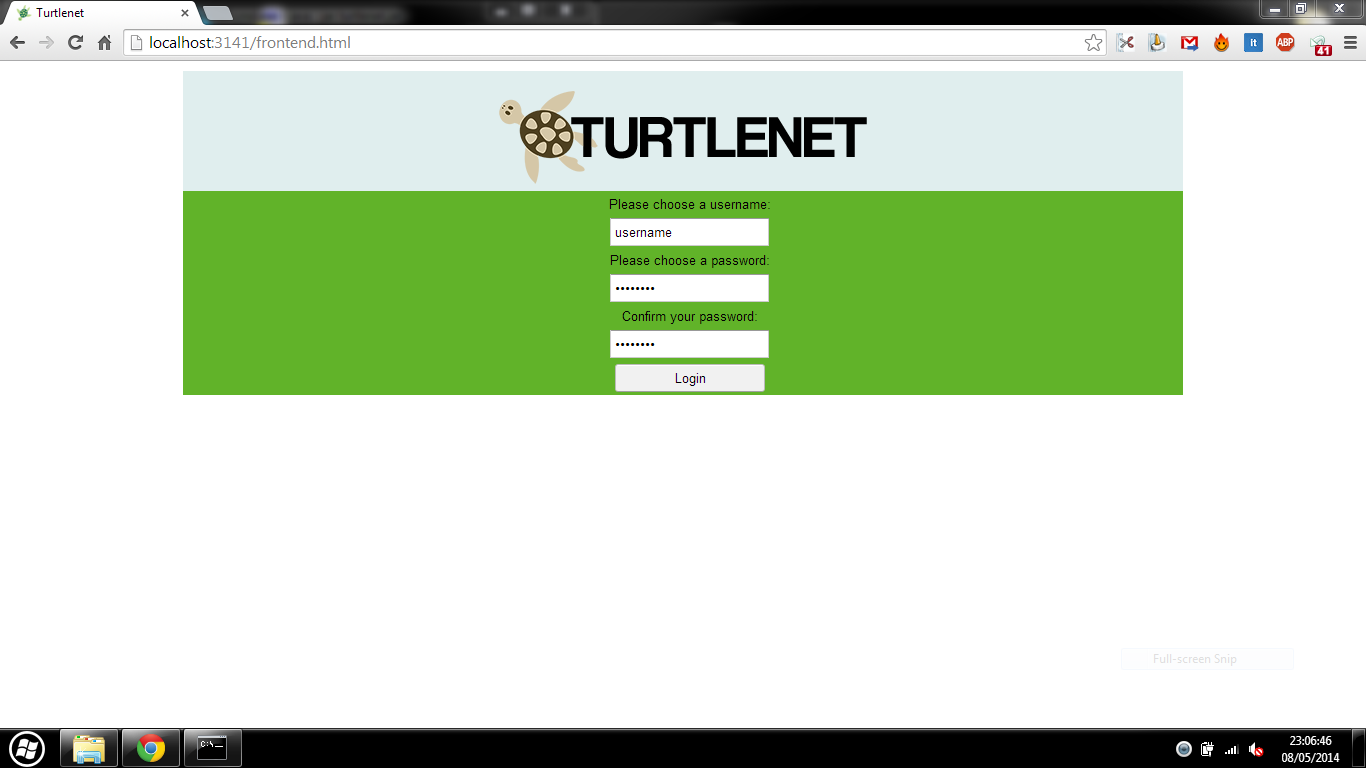 Turtlenet
localhost:3141/frontend.html
It
ABP
41
TURTLENET
Please choose a username:
username
Please choose a password:
••••••••
Confirm your password:
••••••••
Login
Full-screen Snip
C:\_
23:06:46
08/05/2014